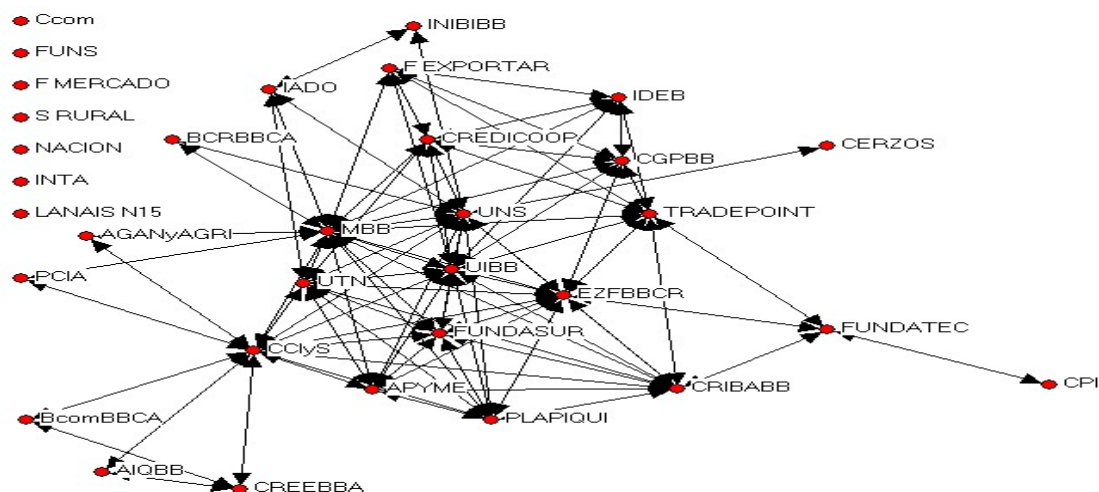 Ccom
INIBIBB
FUNS
F EXPORTAR
F MERCADO
IADO
IDEB
S RURAL
BCRBBCA
CREDICOOP
CERZOS
NACION
CGPBB
INTA
LANAIS N15
UNS
TRADEPOINT
AGANyAGRI
MBB
PCIA
UIBB
UTN
EZFBBCR
FUNDASUR
FUNDATEC
CCIyS
APYME
CRIBABB
CPI
BcomBBCA
PLAPIQUI
AIQBB
CREEBBA